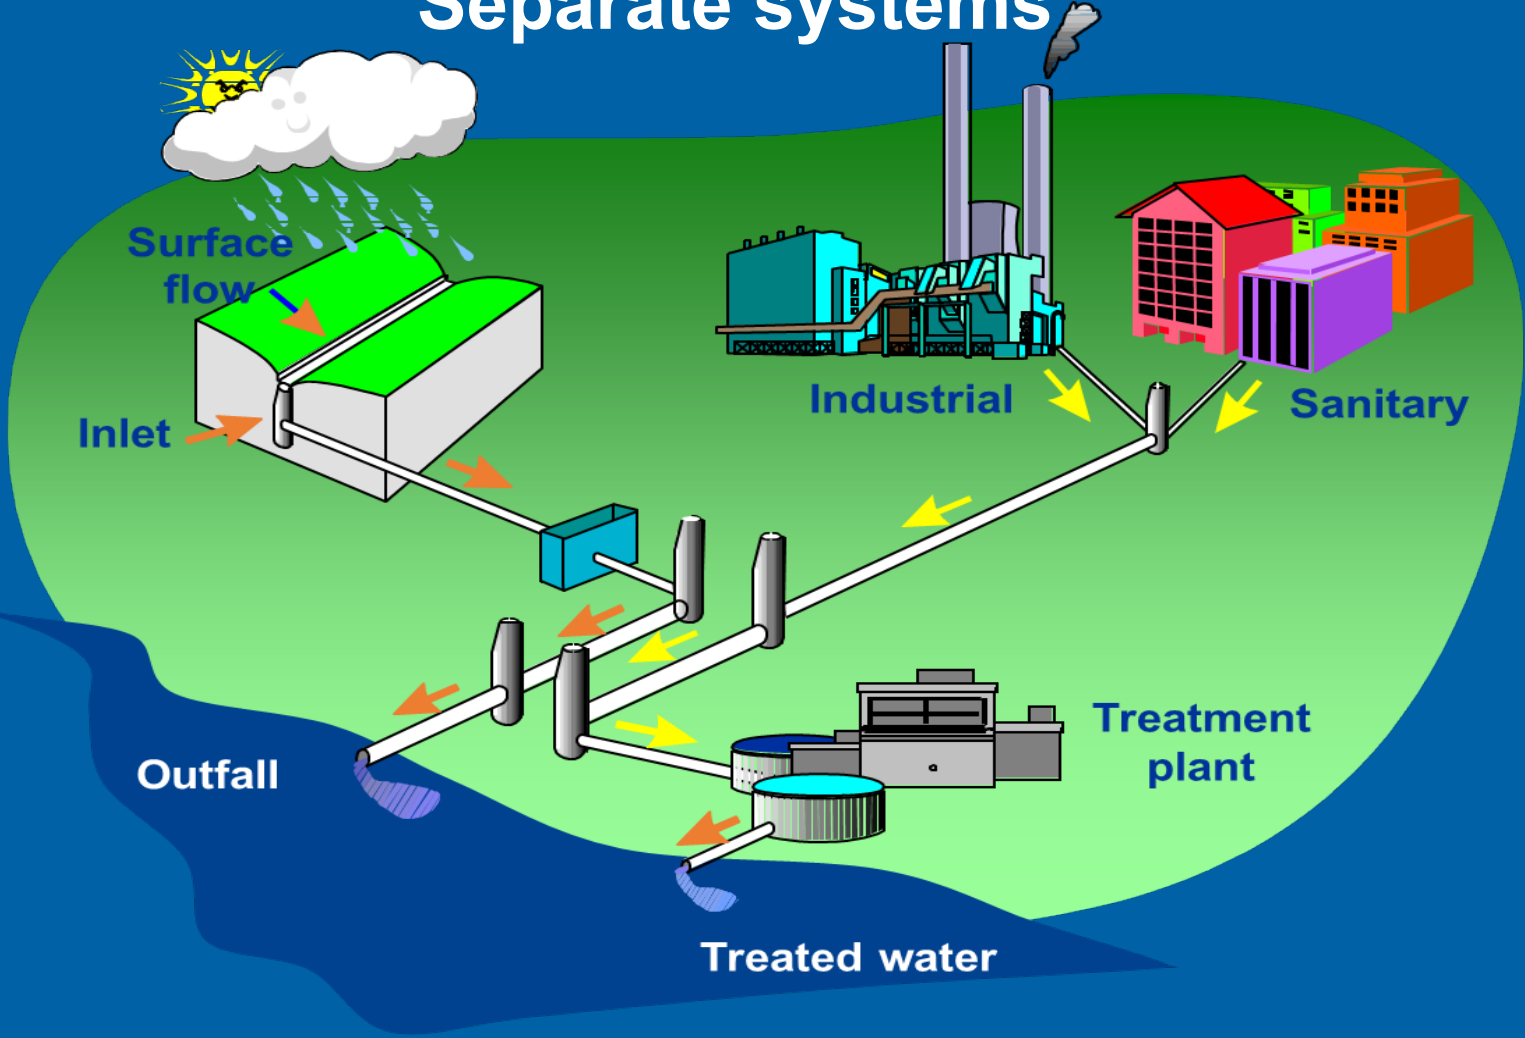 Separate systems
Surface
flow
Inlet
Industrial
Sanitary
Treatment
plant
Outfall
Treated water